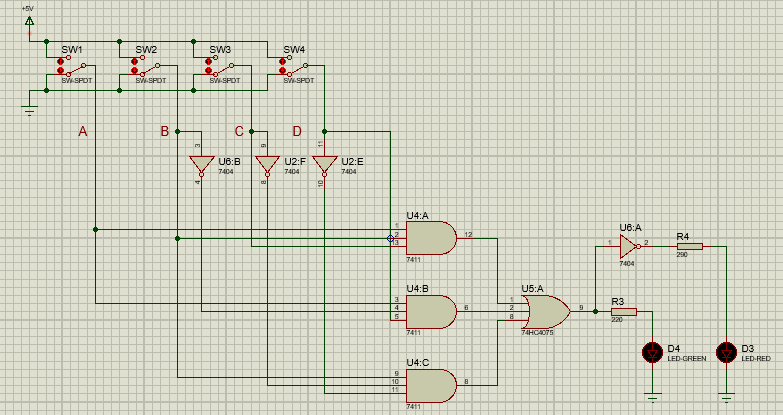 +5V
SW1 SW2 SW3 SW4
SW-SPDT SW-SPDT SW-SPDT SW-SPDT
A B C D
3 9 11
U6:B U2:F U2:E
7404 7404 7404
4 8 10
U4:A
1
2 12
13
7411
U6:A
1 2
7404
R4
290
U4:B
3
4 6
5
7411
U5:A
1
2 9
8
74HC4075
R3
220
D4
LED-GREEN
D3
LED-RED
U4:C
9
10 8
11
7411